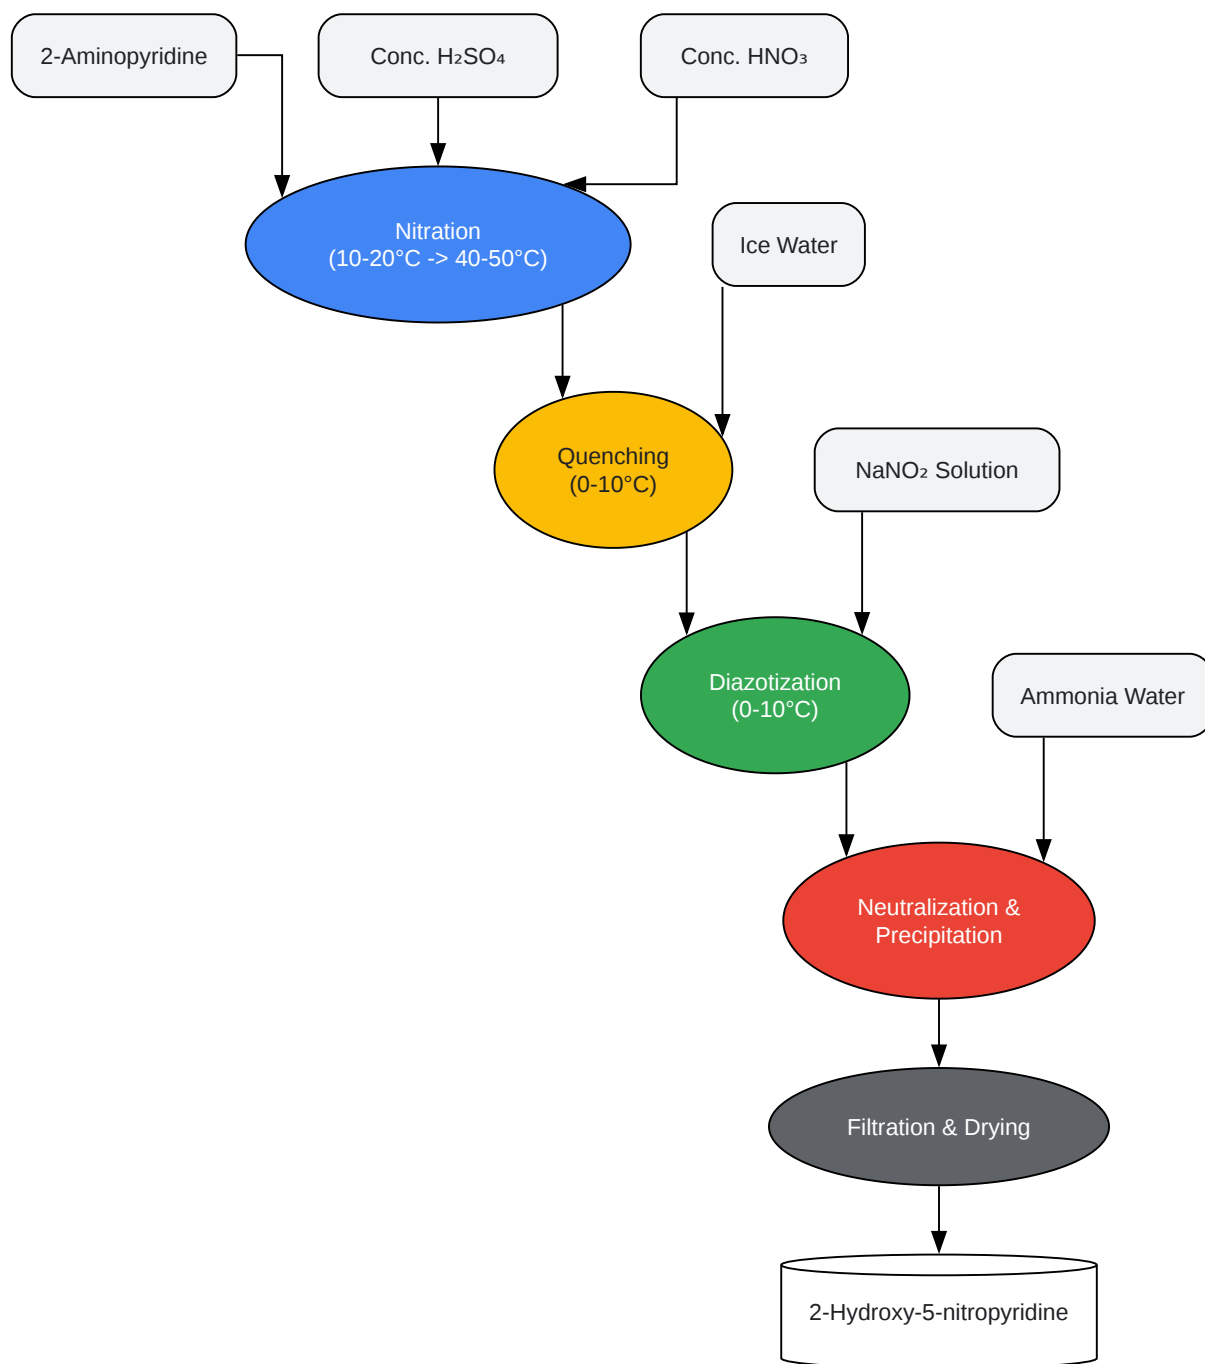 2-Aminopyridine
Conc. H₂SO₄
Conc. HNO₃
Nitration
(10-20°C -> 40-50°C)
Ice Water
Quenching
(0-10°C)
NaNO₂ Solution
Diazotization
(0-10°C)
Ammonia Water
Neutralization &
Precipitation
Filtration & Drying
2-Hydroxy-5-nitropyridine